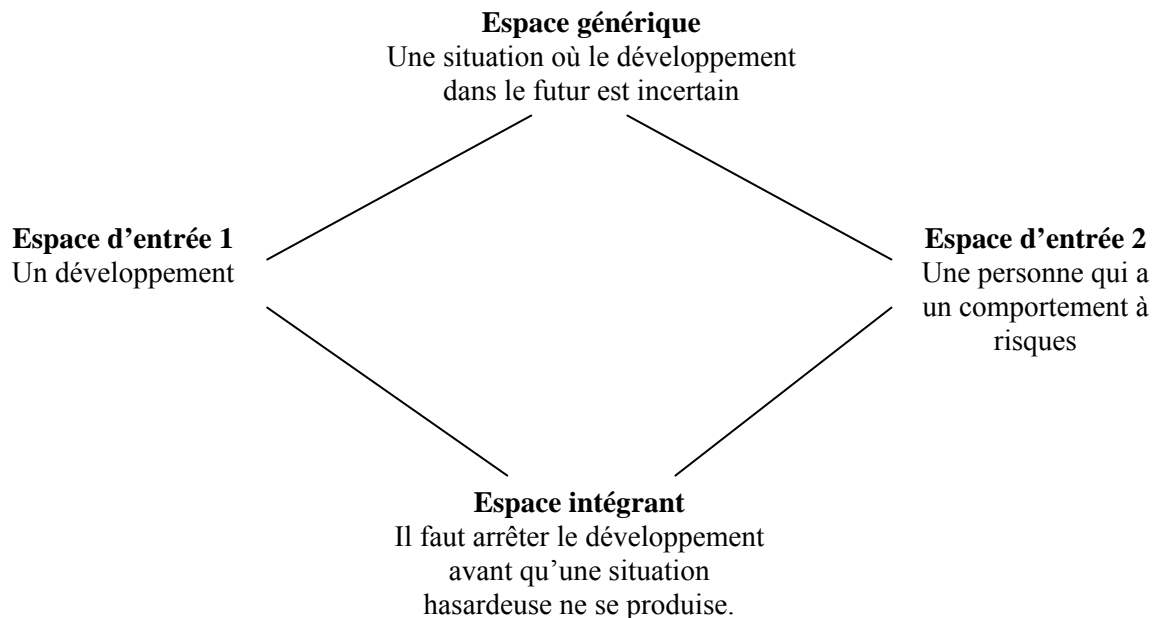 Espace générique
Une situation où le développement
dans le futur est incertain
Espace d’entrée 1
Un développement
Espace d’entrée 2
Une personne qui a
un comportement à
risques
Espace intégrant
Il faut arrêter le développement
avant qu’une situation
hasardeuse ne se produise.